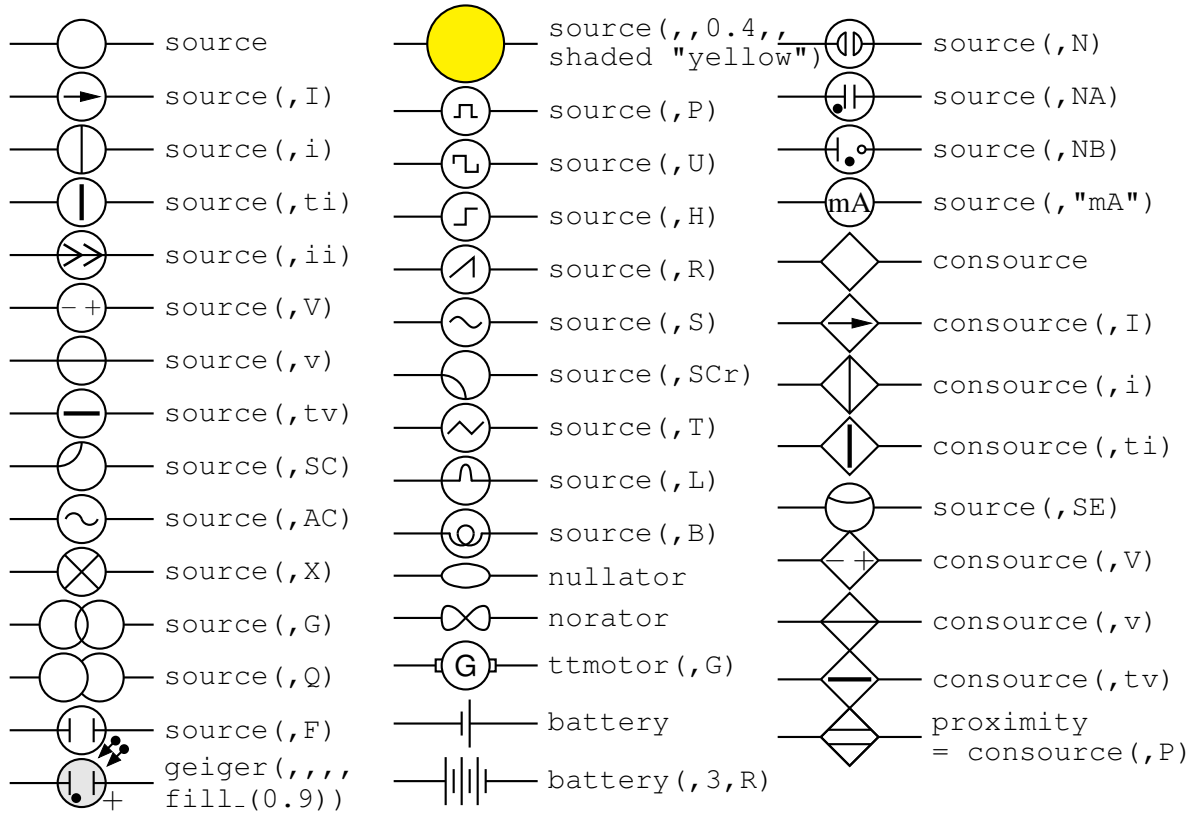 source
source(,I)
source(,i)
source(,ti)
source(,ii)
− +
source(,V)
source(,v)
source(,tv)
source(,SC)
source(,AC)
source(,X)
source(,G)
source(,Q)
source(,F)
+
geiger(,,,,
fill_(0.9))
source(,,0.4,,
shaded "yellow")
source(,P)
source(,U)
source(,H)
source(,R)
source(,S)
source(,SCr)
source(,T)
source(,L)
source(,B)
nullator
norator
G
ttmotor(,G)
battery
battery(,3,R)
source(,N)
source(,NA)
source(,NB)
mA
source(,"mA")
consource
consource(,I)
consource(,i)
consource(,ti)
source(,SE)
− +
consource(,V)
consource(,v)
consource(,tv)
proximity
= consource(,P)